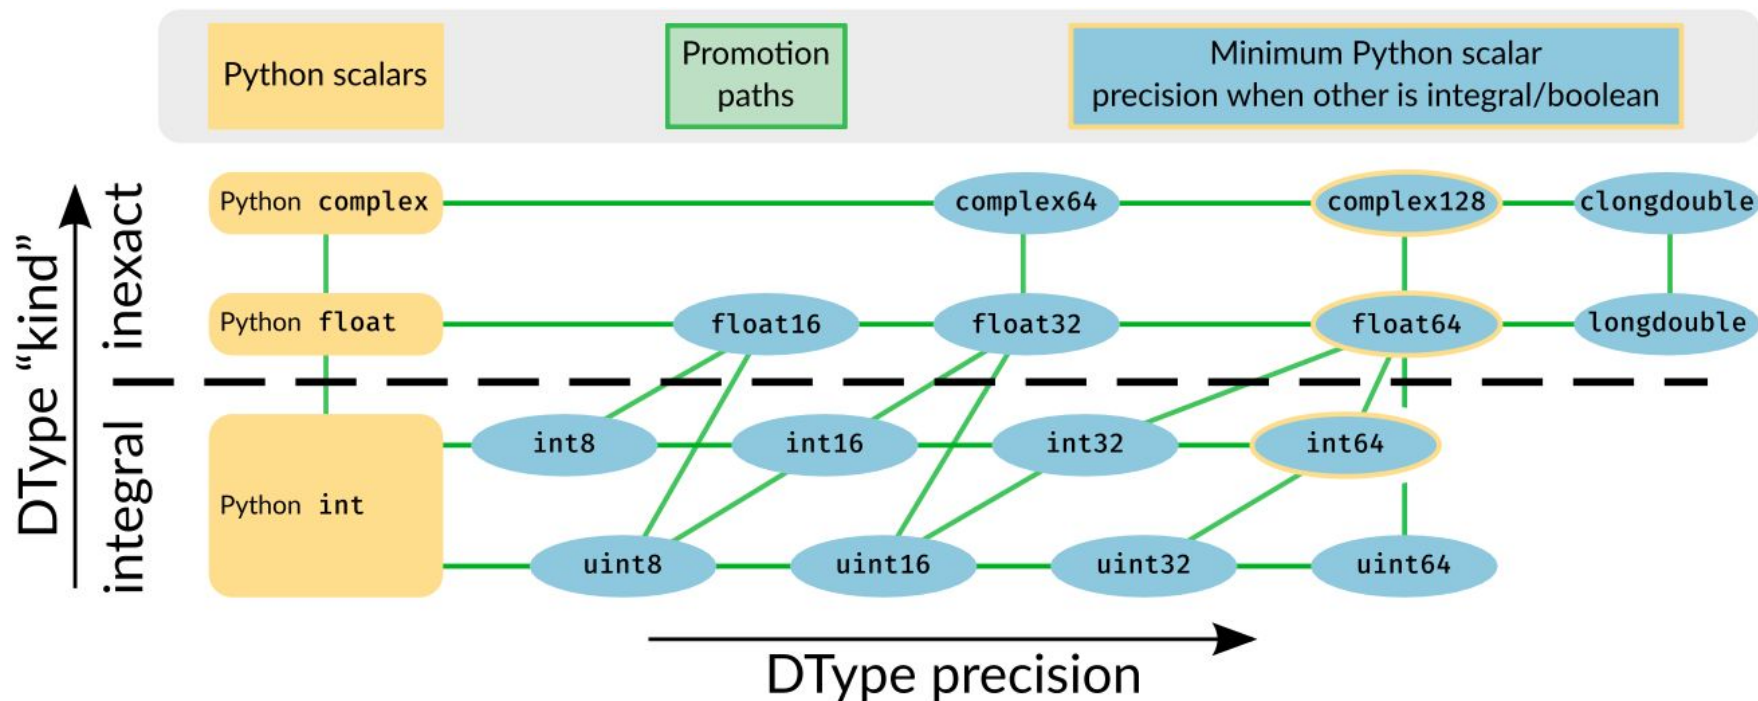 Python scalars
Promotion
paths
Minimum Python scalar
precision when other is integral/boolean
DType “kind”
inexact
integral
Python complex
complex64
complex128
clongdouble
Python float
float16
float32
float64
longdouble
int8
int16
int32
int64
Python int
uint8
uint16
uint32
uint64
DType precision